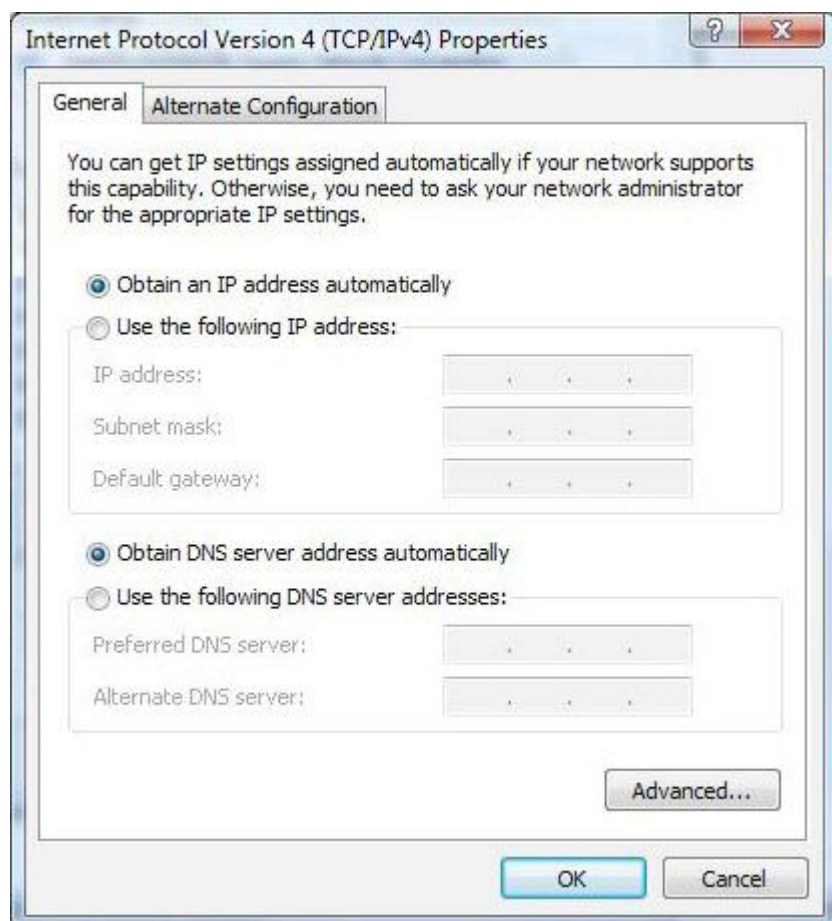 Internet Protocol Version 4 (TCP/IPv4) Properties
General
Alternate Configuration
You can get IP settings assigned automatically if your network supports
this capability. Otherwise, you need to ask your network administrator
for the appropriate IP settings.
Obtain an IP address automatically
Use the following IP address:
IP address:
Subnet mask:
Default gateway:
Obtain DNS server address automatically
Use the following DNS server addresses:
Preferred DNS server:
Alternate DNS server:
Advanced...
OK
Cancel